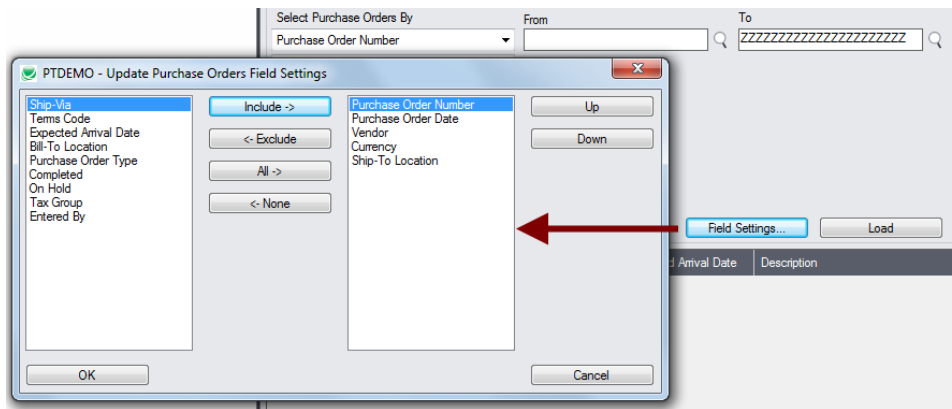 Select Purchase Orders By
From
To
Purchase Order Number
ZZZZZZZZZZZZZZZZZZZZZZ
PTDEMO - Update Purchase Orders Field Settings
Ship-Via
Terms Code
Expected Arrival Date
Bill-To Location
Purchase Order Type
Completed
On Hold
Tax Group
Entered By
Include ->
<- Exclude
All ->
<- None
Purchase Order Number
Purchase Order Date
Vendor
Currency
Ship-To Location
Up
Down
OK
Cancel
Field Settings...
Load
d Arrival Date
Description